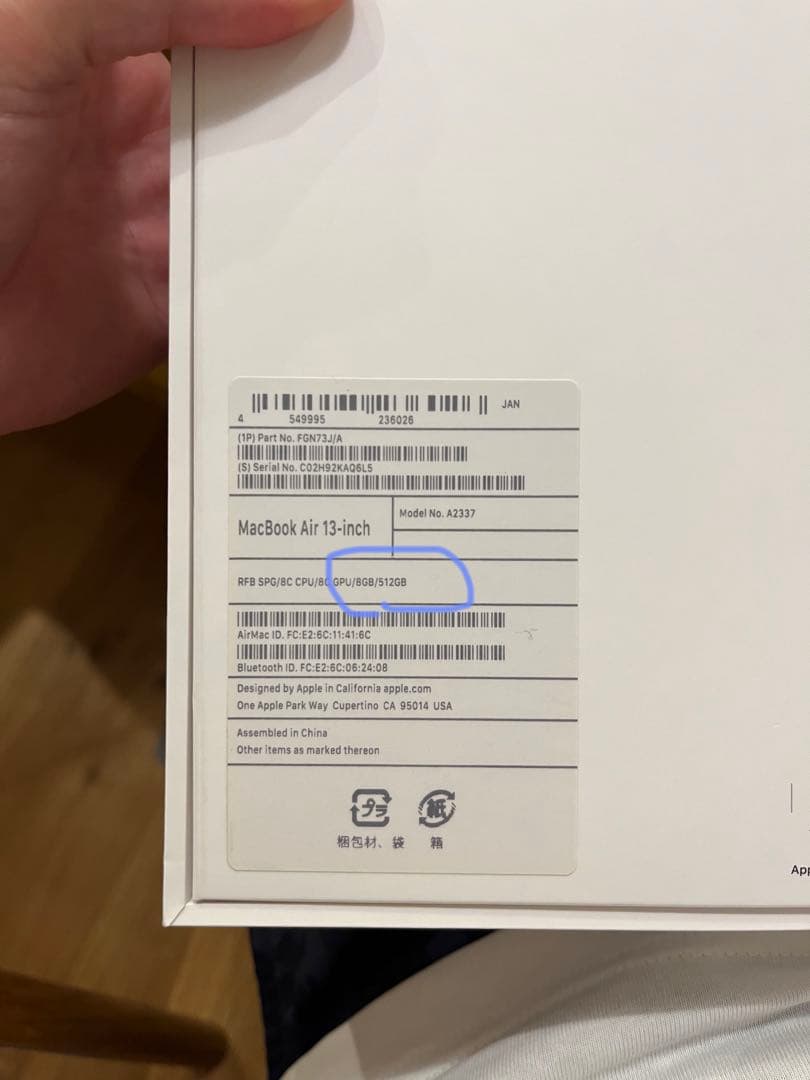 JAN
4 549995 236026
(1P) Part No. FGN73J/A
(S) Serial No. C02H92KAQ6L5
MacBook Air 13-inch
Model No. A2337
RFB SPG/8C CPU/8C GPU/8GB/512GB
AirMac ID. FC:E2:6C:11:41:6C
Bluetooth ID. FC:E2:6C:06:24:08
Designed by Apple in California apple.com
One Apple Park Way Cupertino CA 95014 USA
Assembled in China
Other items as marked thereon
プラ 紙
梱包材、袋 箱
App